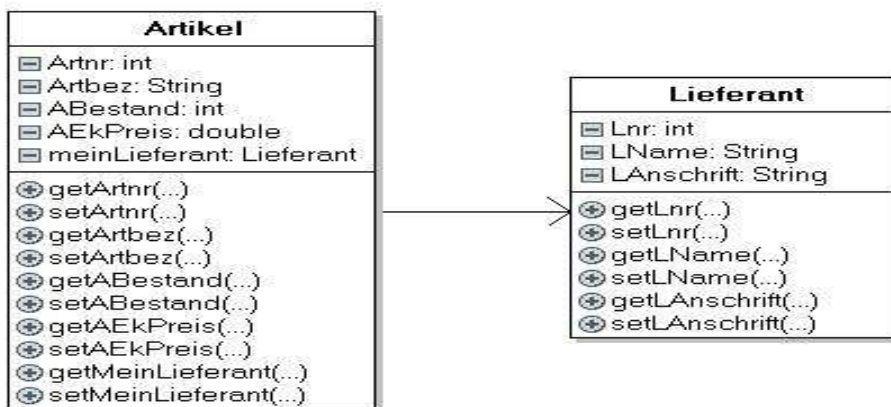 Artikel
Artnr: int
Artbez: String
ABestand: int
AEkPreis: double
meinLieferant: Lieferant
getArtnr(...)
setArtnr(...)
getArtbez(...)
setArtbez(...)
getABestand(...)
setABestand(...)
getAEkPreis(...)
setAEkPreis(...)
getMeinLieferant(...)
setMeinLieferant(...)
Lieferant
Lnr: int
LName: String
LAnschrift: String
getLnr(...)
setLnr(...)
getLName(...)
setLName(...)
getLAnschrift(...)
setLAnschrift(...)